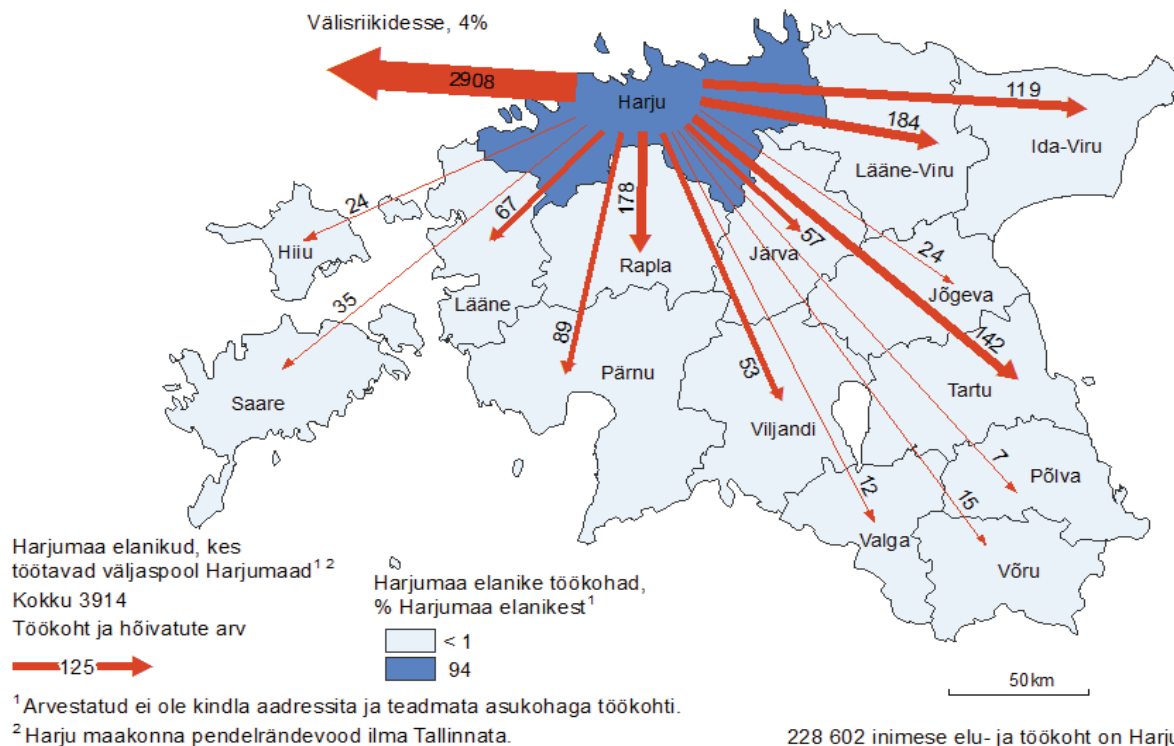 Välisriikidesse, 4%
2908
Harju
119
184
Ida-Viru
Lääne-Viru
24
67
178
57
Hiiu
Rapla
Järva
24
35
Lääne
Jõgeva
89
142
53
Pärnu
Tartu
Saare
Viljandi
7
Põlva
12
15
Valga
Võru
Harjumaa elanikud, kes
töötavad väljaspool Harjumaad¹ ²
Kokku 3914
Töökoht ja hõivatute arv
125
Harjumaa elanike töökohad,
% Harjumaa elanikest¹
< 1
94
50 km
¹ Arvestatud ei ole kindla aadressita ja teadmata asukohaga töökohti.
² Harju maakonna pendelrändevood ilma Tallinnata.
228 602 inimese elu- ja töökoht on Harju